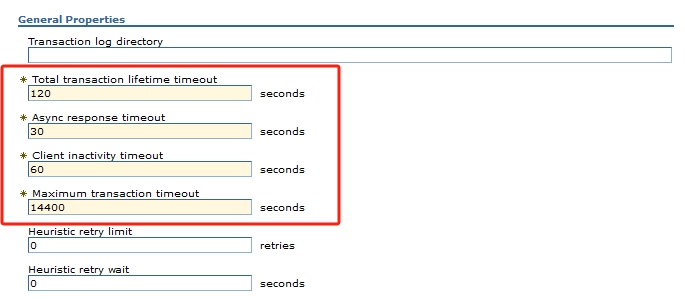 General Properties
Transaction log directory
* Total transaction lifetime timeout
120 seconds
* Async response timeout
30 seconds
* Client inactivity timeout
60 seconds
* Maximum transaction timeout
14400 seconds
Heuristic retry limit
0 retries
Heuristic retry wait
0 seconds